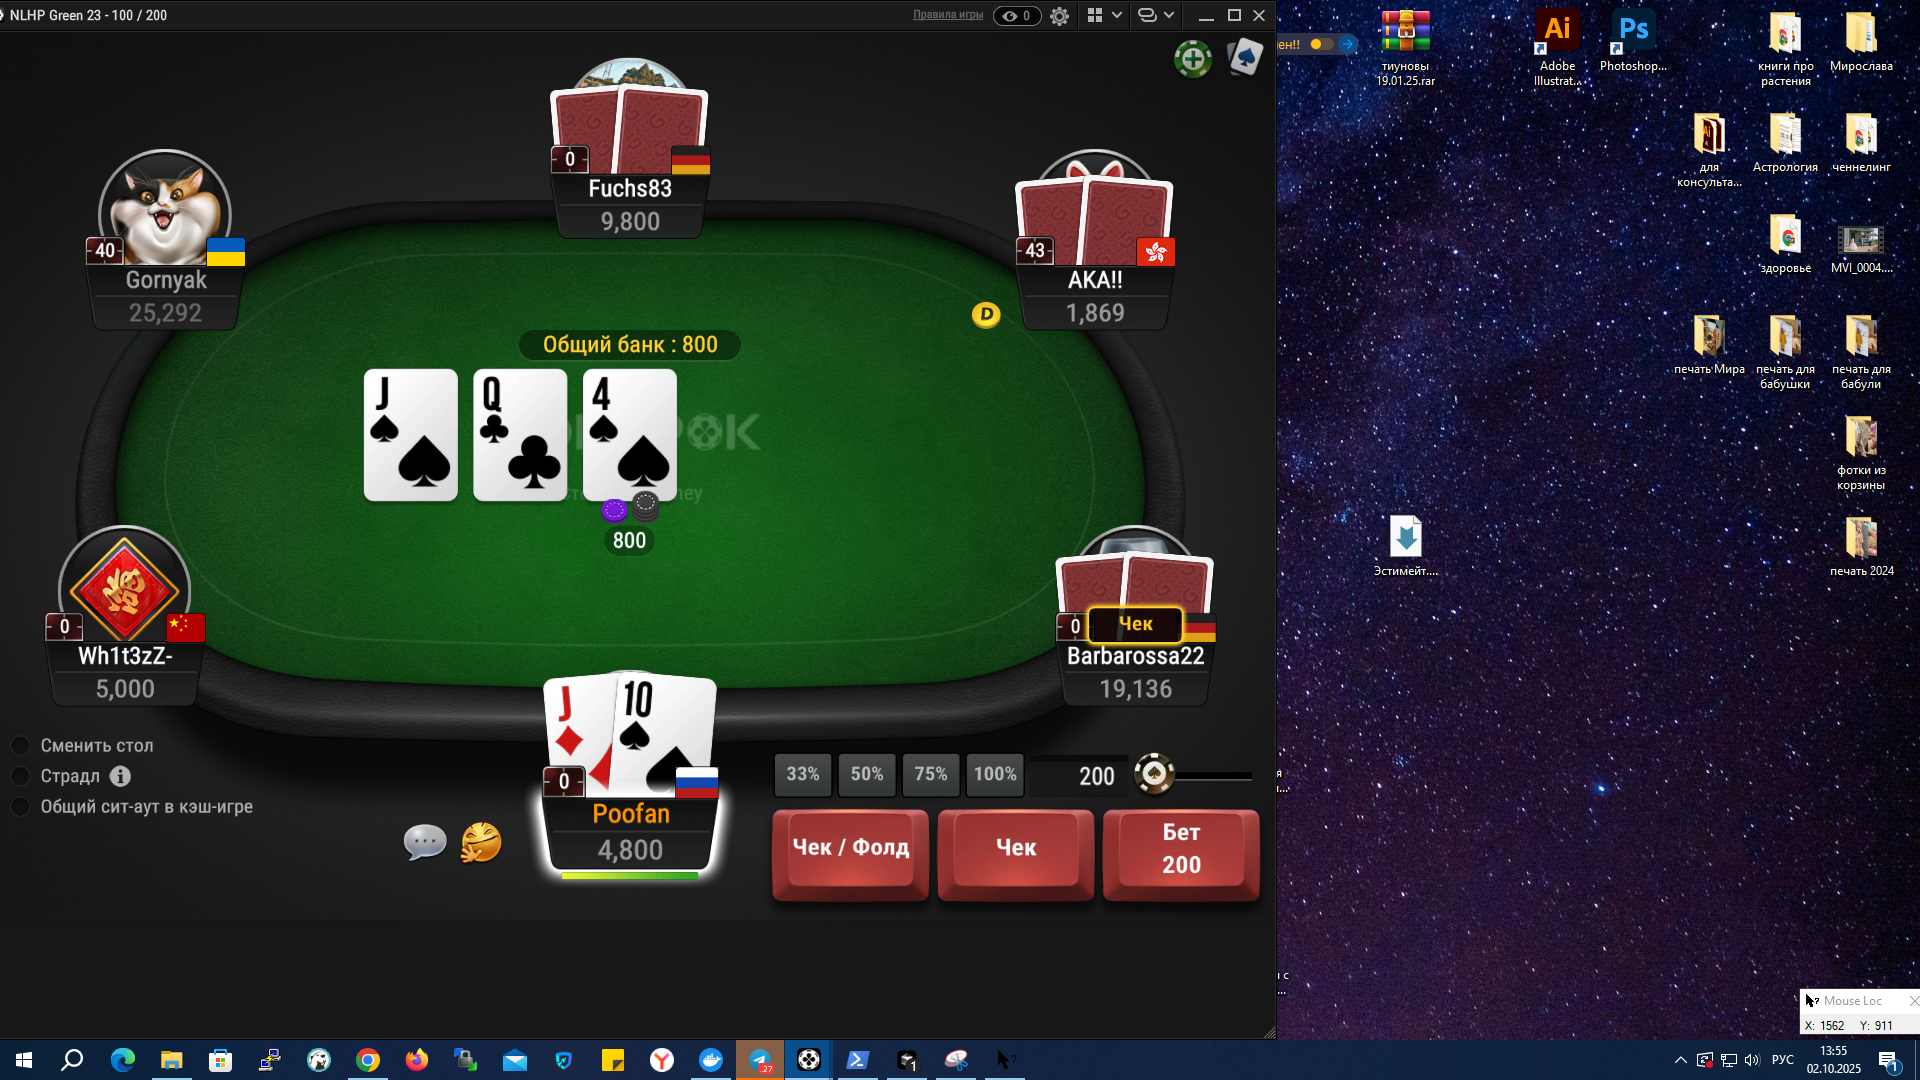 NLHP Green 23 - 100 / 200
Правила игры
0
0
Fuchs83
9,800
40
Gornyak
25,292
43
AKA!!
1,869
D
Общий банк : 800
J
Q
4
800
0
Wh1t3zZ-
5,000
0
Чек
Barbarossa22
19,136
J
10
0
Poofan
4,800
Сменить стол
Страдл
Общий сит-аут в кэш-игре
33%
50%
75%
100%
200
Чек / Фолд
Чек
Бет
200
ен!!
тиуновы
19.01.25.rar
Adobe
Illustrat...
Photoshop...
книги про
растения
Мирослава
для
консульта...
Астрология
ченнелинг
здоровье
MVI_0004....
печать Мира
печать для
бабушки
печать для
бабули
фотки из
корзины
Эстимейт....
печать 2024
Mouse Loc
X: 1562 Y: 911
27
1
РУС
13:55
02.10.2025
1